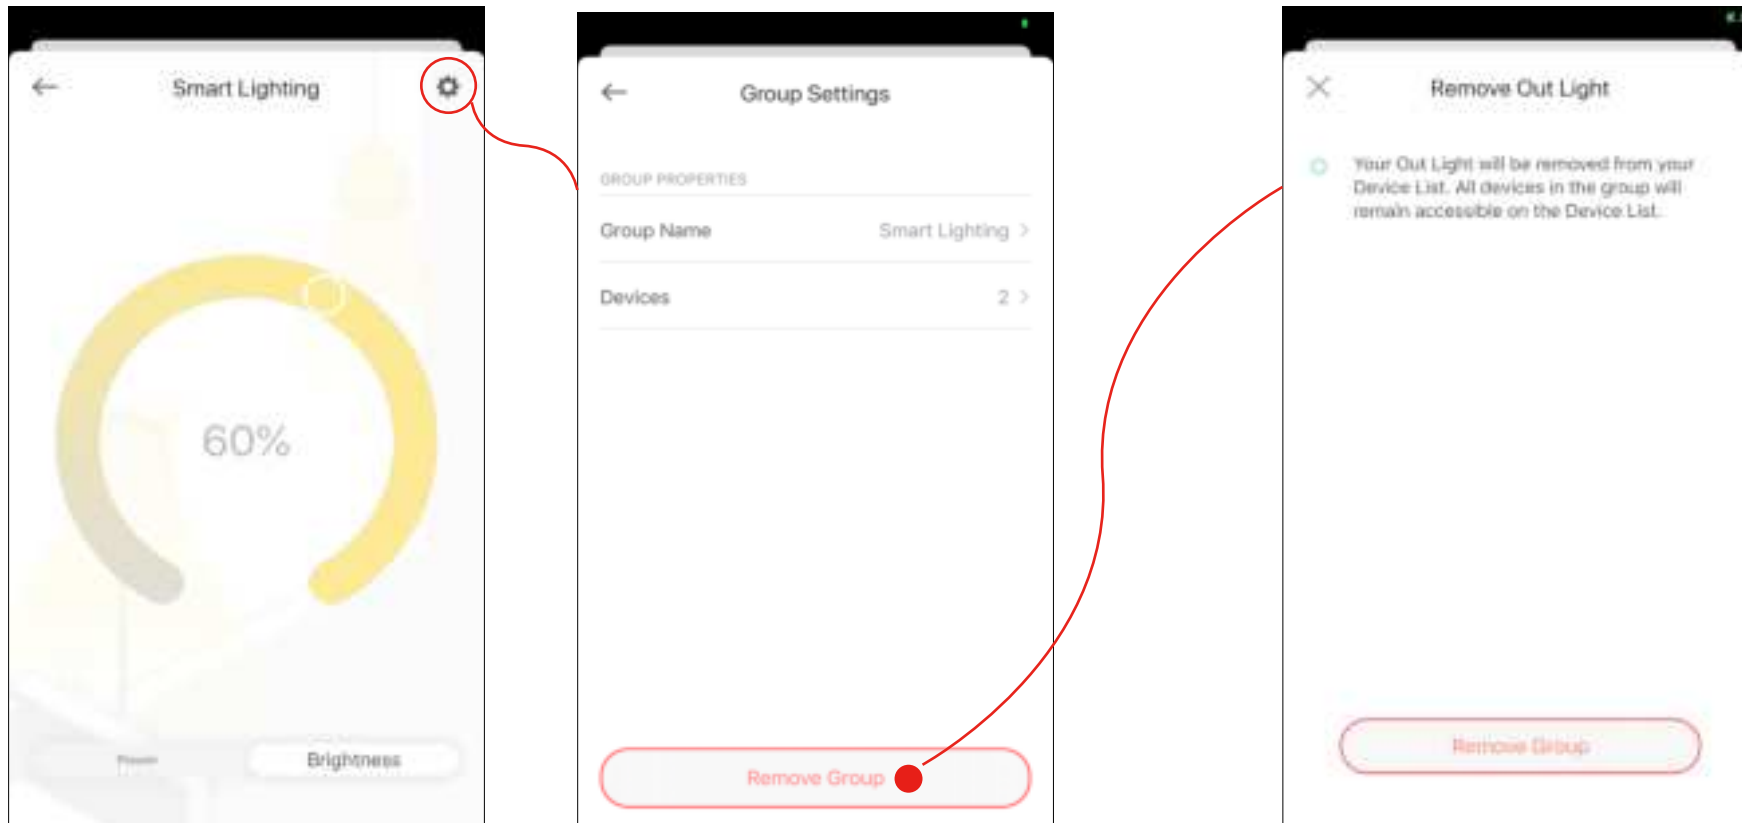 Smart Lighting
60%
Power
Brightness
Group Settings
GROUP PROPERTIES
Group Name
Smart Lighting
Devices
2
Remove Group
Remove Out Light
Your Out Light will be removed from your
Device List. All devices in the group will
remain accessible on the Device List.
Remove Group